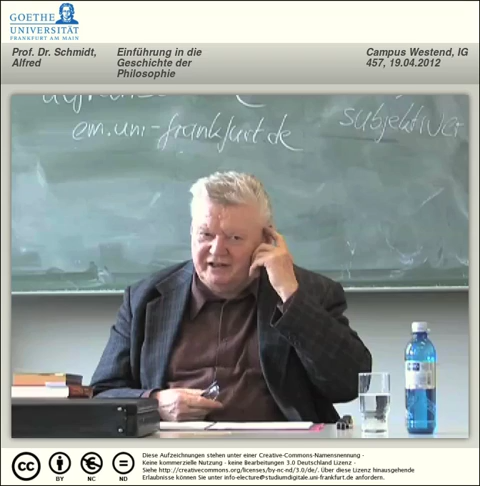 GOETHE
UNIVERSITÄT
FRANKFURT AM MAIN
Prof. Dr. Schmidt,
Alfred
Einführung in die
Geschichte der
Philosophie
Campus Westend, IG
457, 19.04.2012
em.uni-frankfurt.de
subjektiver
Diese Aufzeichnungen stehen unter einer Creative-Commons-Namensnennung -
Keine kommerzielle Nutzung - keine Bearbeitungen 3.0 Deutschland Lizenz -
Siehe http://creativecommons.org/licenses/by-nc-nd/3.0/de/. Über diese Lizenz hinausgehende
Erlaubnisse können Sie unter info-electure@studiumdigitale.uni-frankfurt.de anfordern.
cc
BY
NC
ND